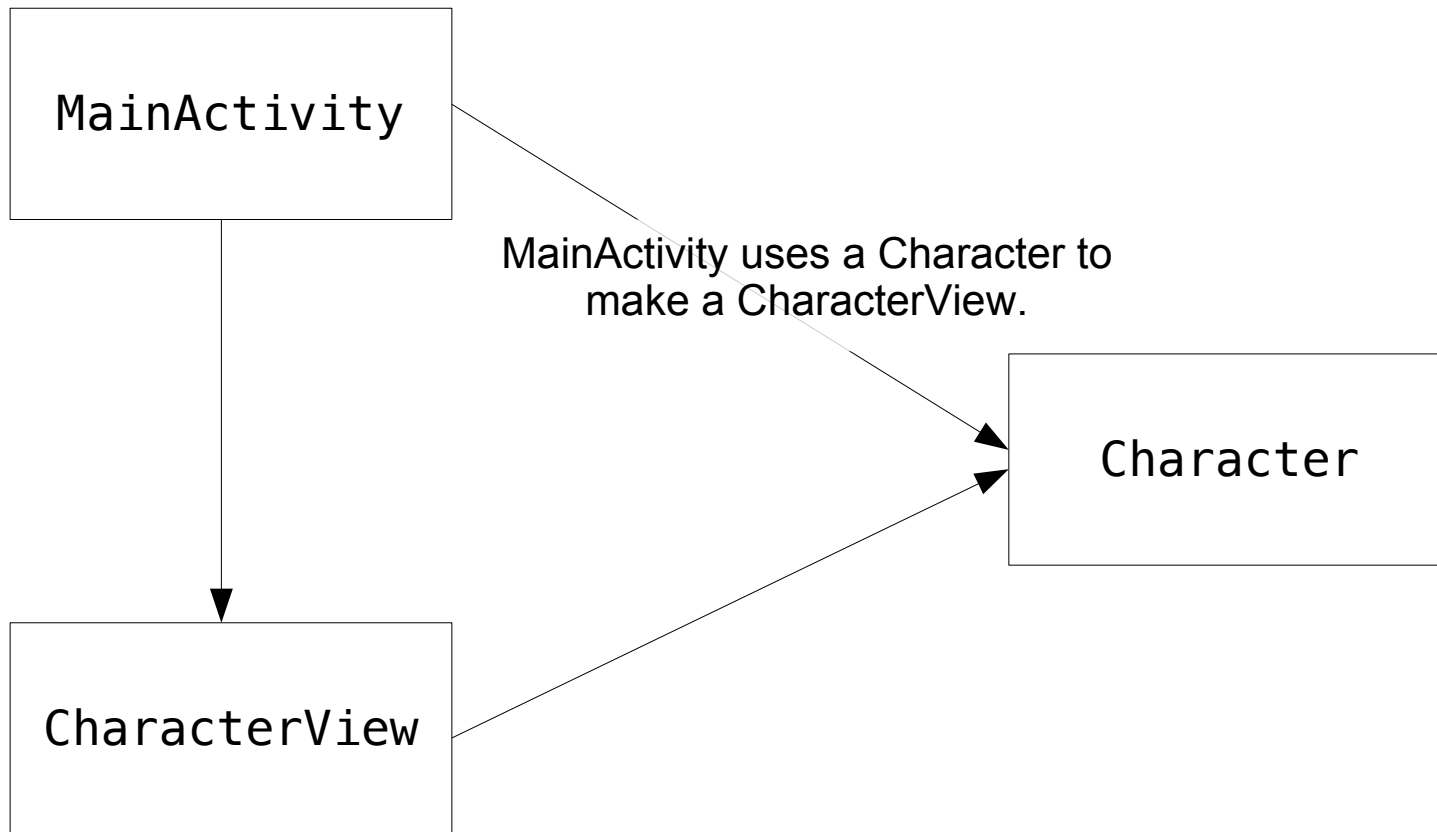 MainActivity
MainActivity uses a Character to
make a CharacterView.
Character
CharacterView